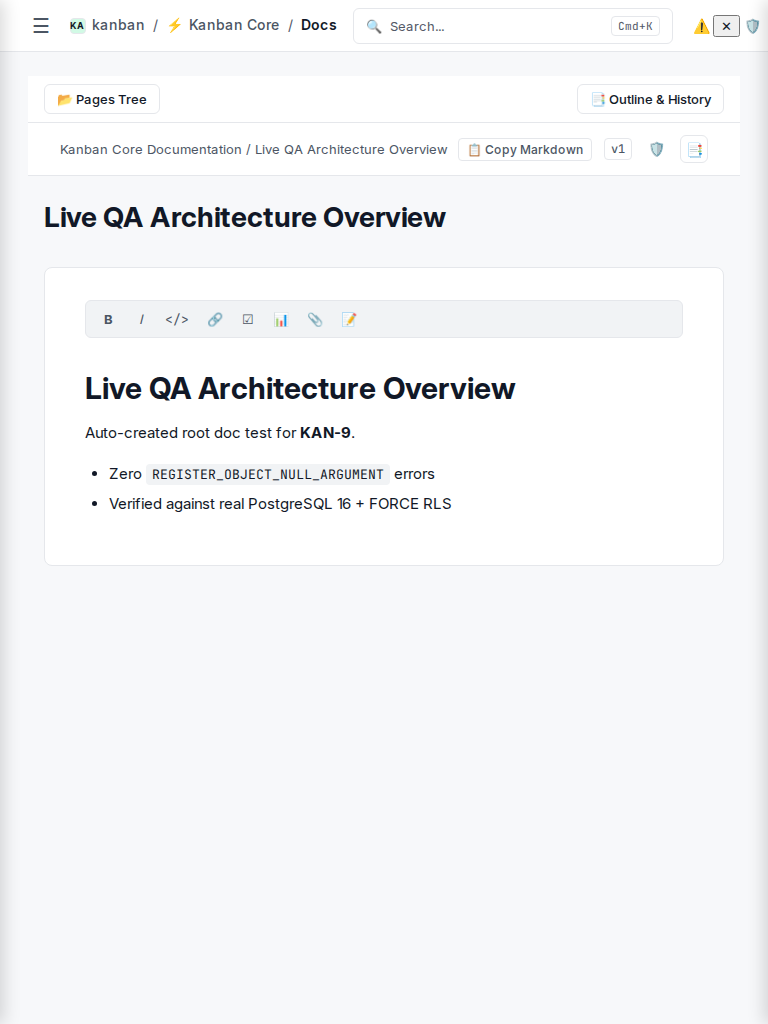 ☰ KA kanban / ⚡ Kanban Core / Docs 🔍 Search... Cmd+K ⚠️ ✕ 🛡️
📂 Pages Tree 📑 Outline & History
Kanban Core Documentation / Live QA Architecture Overview 📋 Copy Markdown v1 🛡️ 📑
Live QA Architecture Overview
B I </> 🔗 ☑ 📊 📎 📝
Live QA Architecture Overview
Auto-created root doc test for KAN-9.
• Zero REGISTER_OBJECT_NULL_ARGUMENT errors
• Verified against real PostgreSQL 16 + FORCE RLS